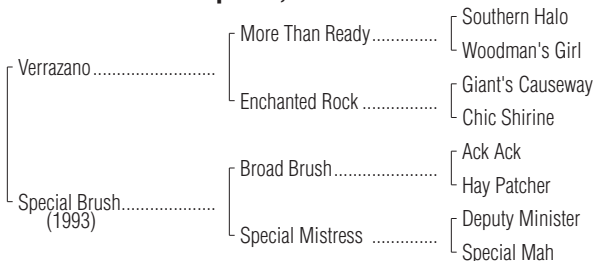 Southern Halo
More Than Ready..............
Woodman's Girl
Verrazano........................
Giant's Causeway
Enchanted Rock ...............
Chic Shirine
Ack Ack
Broad Brush.....................
Hay Patcher
Special Brush...................
(1993)
Deputy Minister
Special Mistress .............
Special Mah